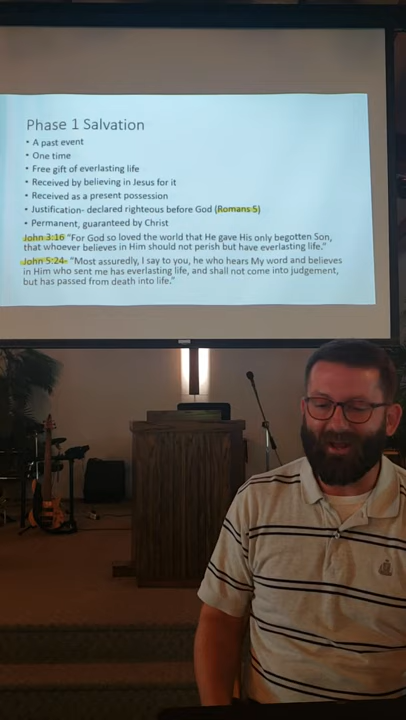 Phase 1 Salvation
• A past event
• One time
• Free gift of everlasting life
• Received by believing in Jesus for it
• Received as a present possession
• Justification- declared righteous before God (Romans 5)
• Permanent, guaranteed by Christ
John 3:16 "For God so loved the world that He gave His only begotten Son,
that whoever believes in Him should not perish but have everlasting life."
John 5:24- "Most assuredly, I say to you, he who hears My word and believes
in Him who sent me has everlasting life, and shall not come into judgement,
but has passed from death into life."